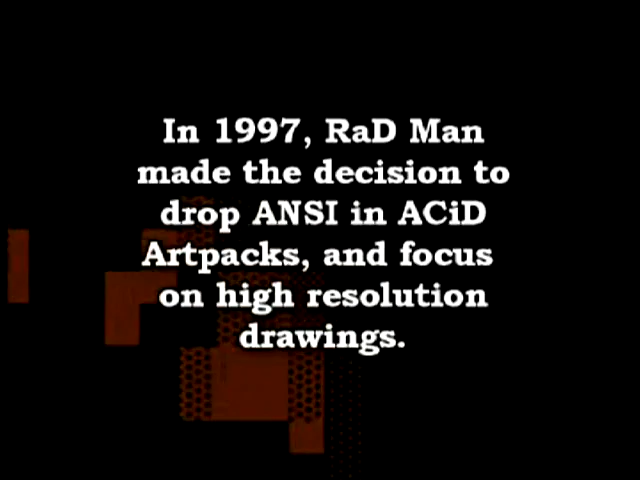 In 1997, RaD Man
made the decision to
drop ANSI in ACiD
Artpacks, and focus
on high resolution
drawings.